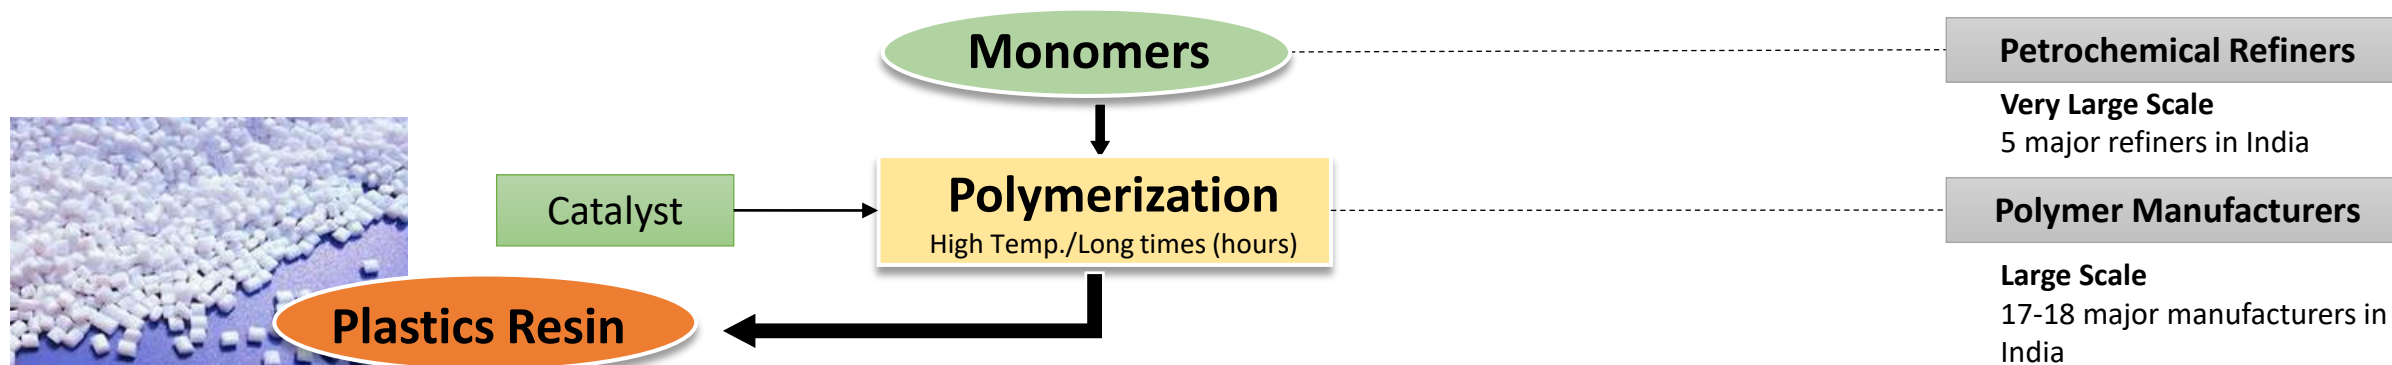 Monomers
Petrochemical Refiners
Very Large Scale
5 major refiners in India
Catalyst
Polymerization
High Temp./Long times (hours)
Polymer Manufacturers
Large Scale
17-18 major manufacturers in
India
Plastics Resin